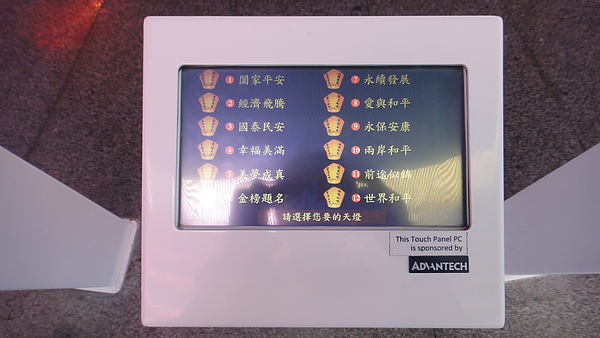 1 闔家平安
2 經濟飛騰
3 國泰民安
4 幸福美滿
5 美夢成真
金榜題名
7 永續發展
8 愛與和平
9 永保安康
10 兩岸和平
11 前途似錦
12 世界和平
請選擇您要的天燈
This Touch Panel PC
is sponsored by
ADVANTECH